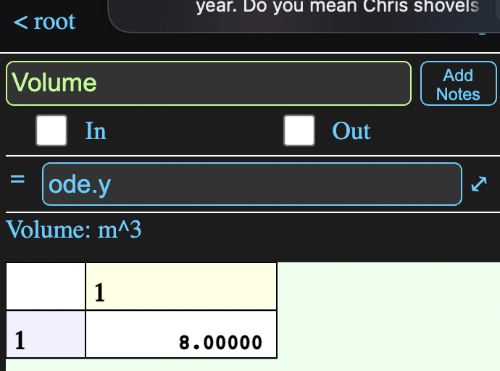 year. Do you mean Chris shovels
< root
Volume
Add
Notes
In
Out
= ode.y
Volume: m^3
1
1 8.00000